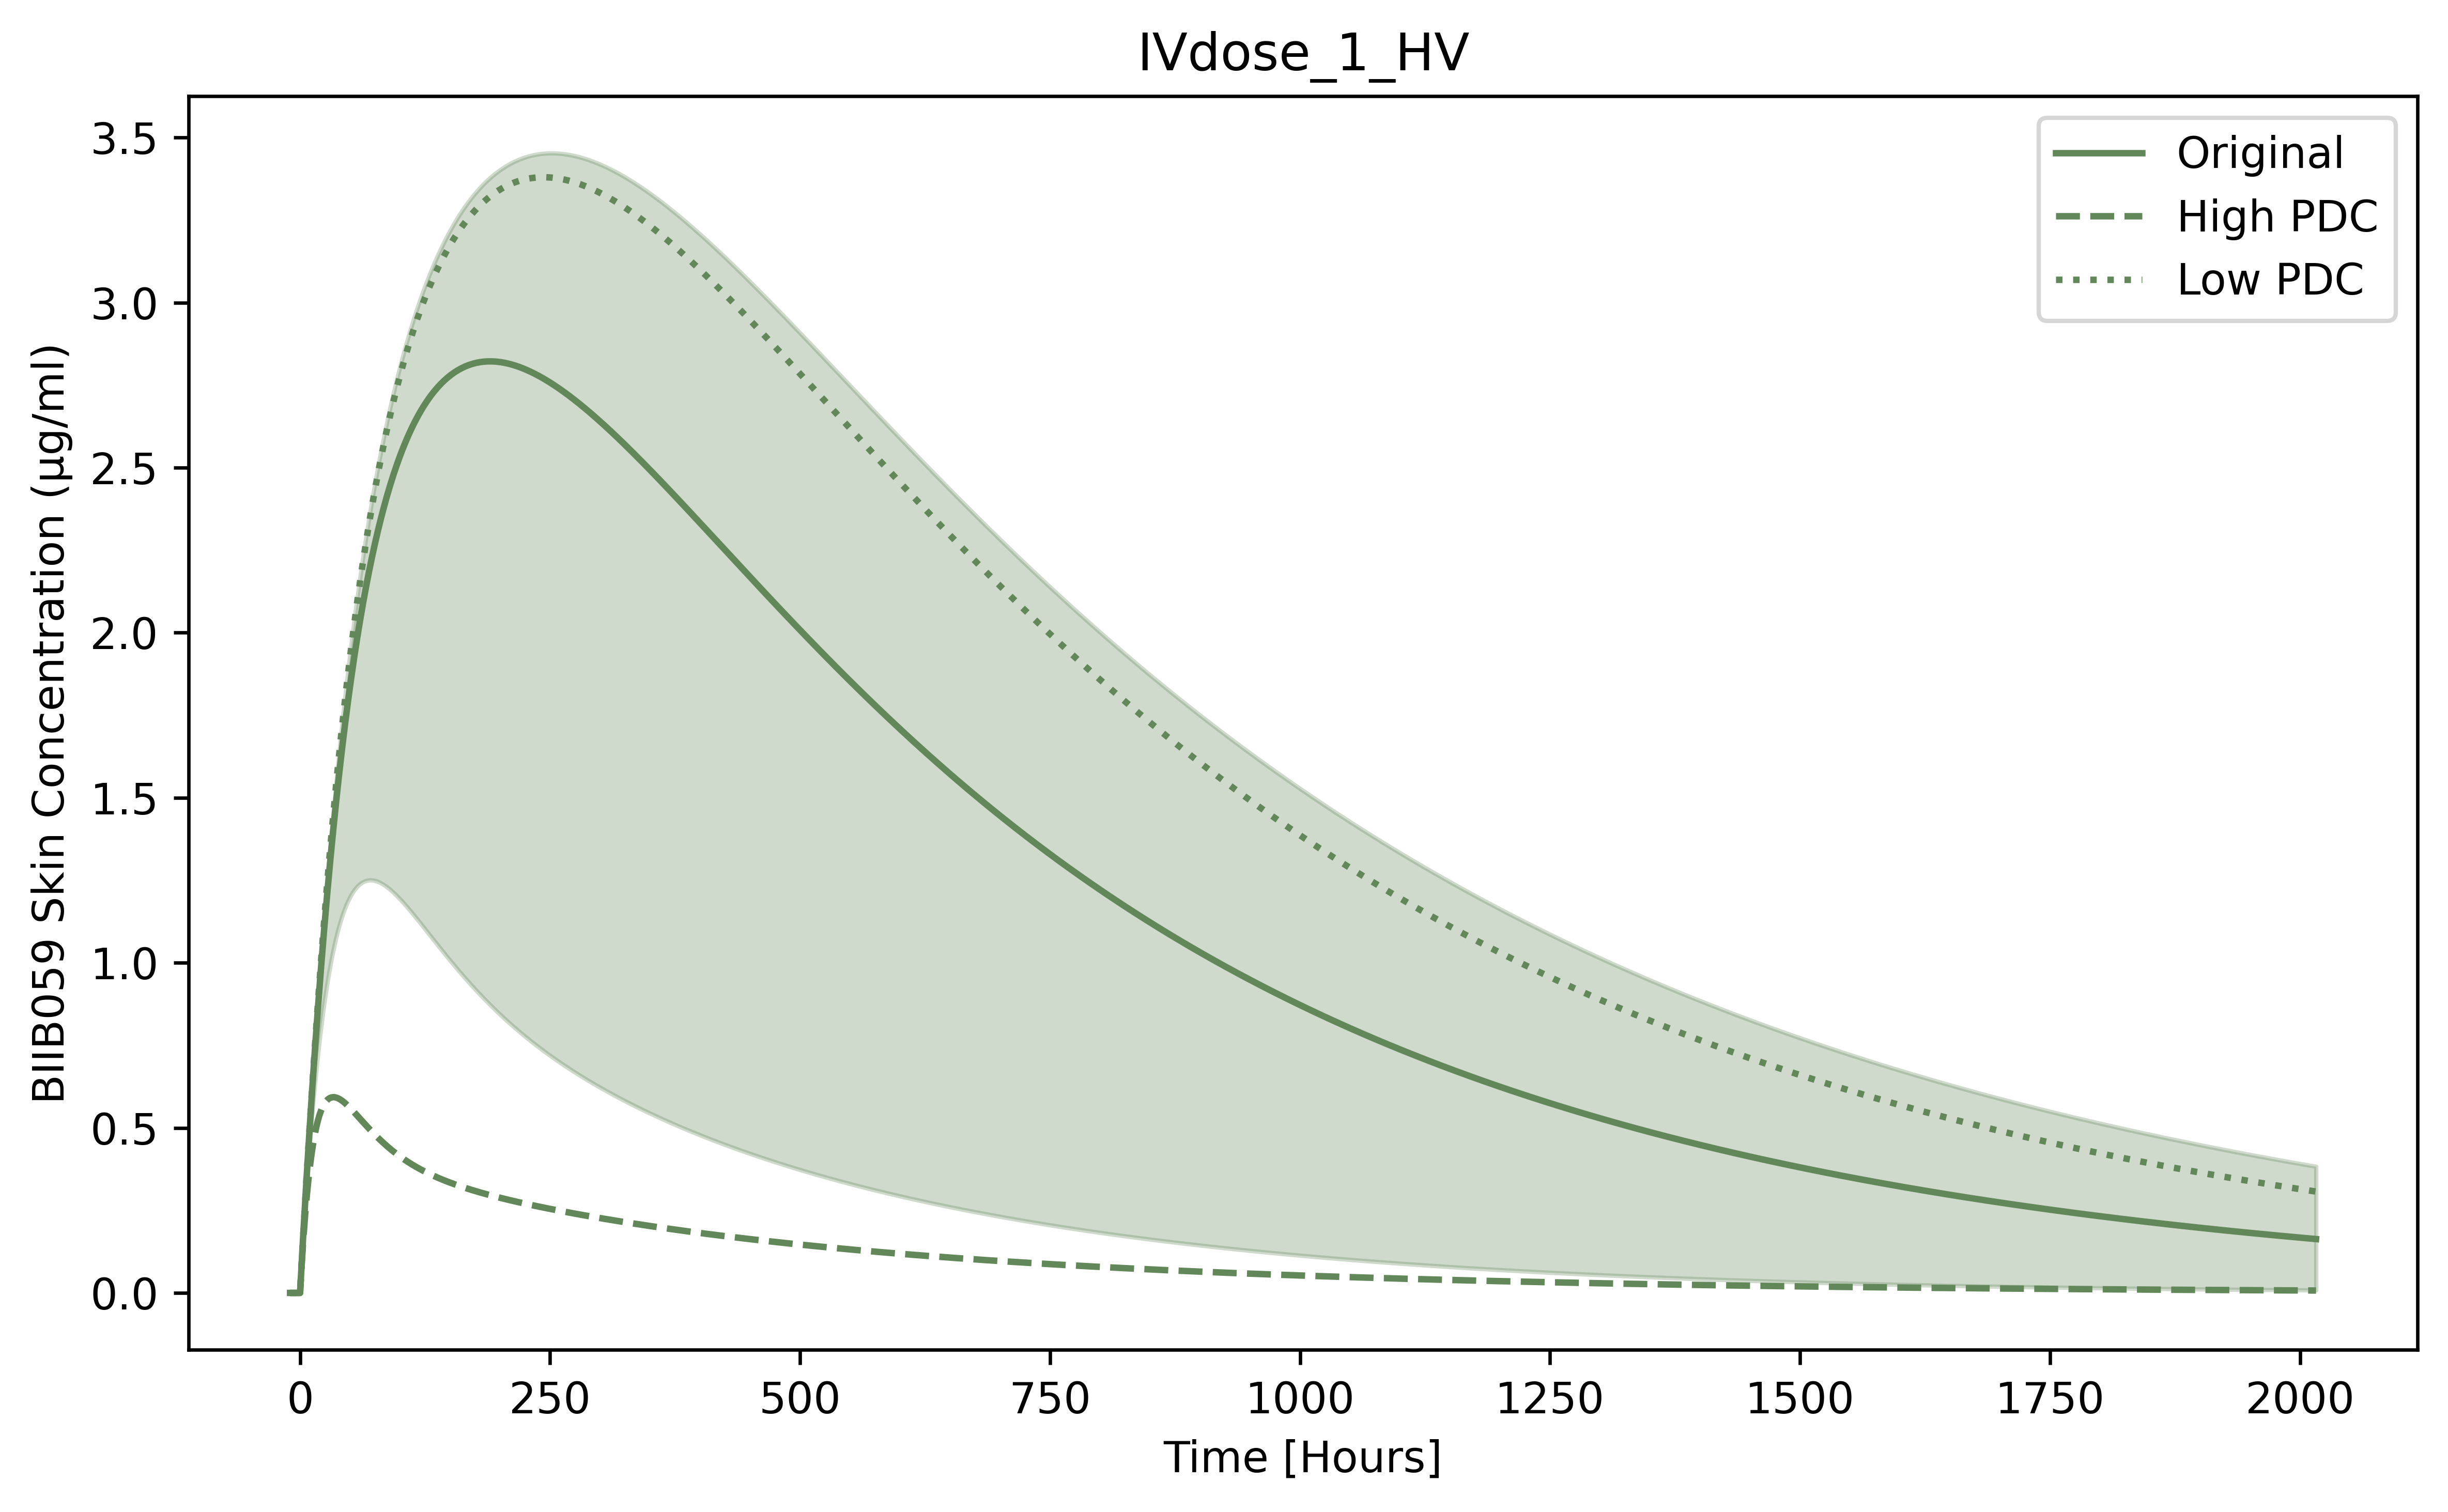 IVdose_1_HV
3.5
3.0
2.5
2.0
1.5
1.0
0.5
0.0
BIIB059 Skin Concentration (µg/ml)
Original
High PDC
Low PDC
0 250 500 750 1000 1250 1500 1750 2000
Time [Hours]